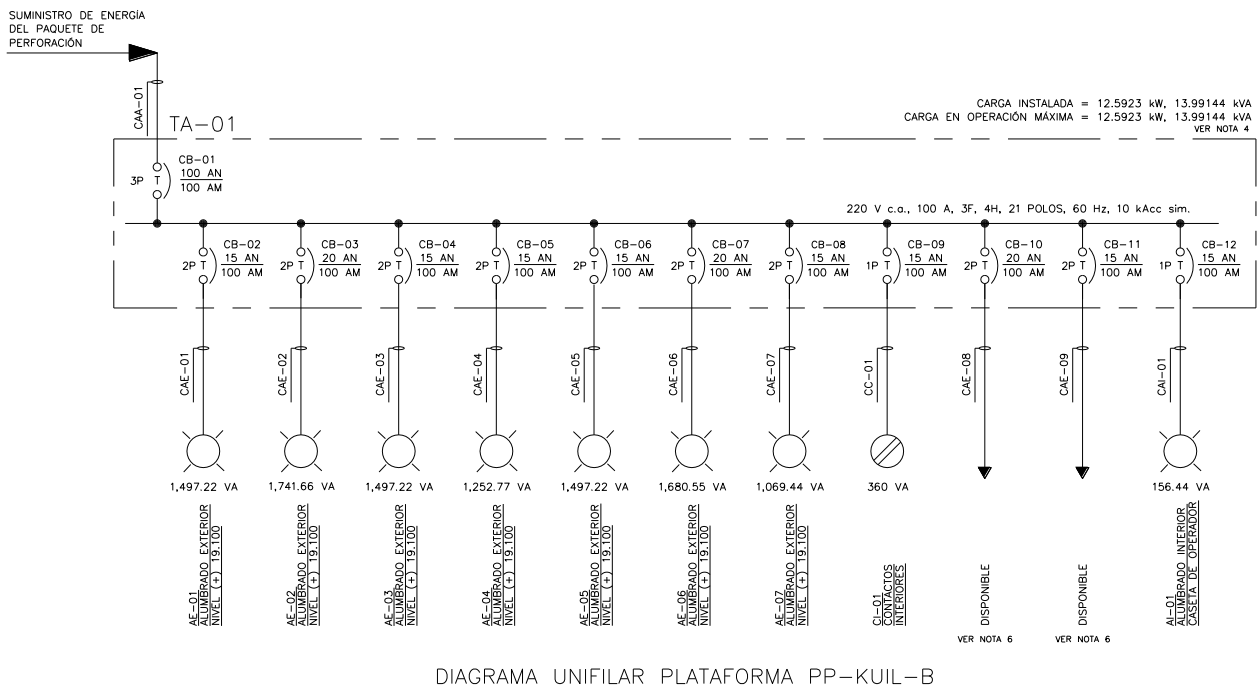 SUMINISTRO DE ENERGÍA
DEL PAQUETE DE
PERFORACIÓN
CAA-01
TA-01
CARGA INSTALADA = 12.5923 kW, 13.99144 kVA
CARGA EN OPERACIÓN MÁXIMA = 12.5923 kW, 13.99144 kVA
VER NOTA 4
CB-01
3P T 100 AN
100 AM
220 V c.a., 100 A, 3F, 4H, 21 POLOS, 60 Hz, 10 kAcc sim.
CB-02
2P T 15 AN
100 AM
CB-03
2P T 20 AN
100 AM
CB-04
2P T 15 AN
100 AM
CB-05
2P T 15 AN
100 AM
CB-06
2P T 15 AN
100 AM
CB-07
2P T 20 AN
100 AM
CB-08
2P T 15 AN
100 AM
CB-09
1P T 15 AN
100 AM
CB-10
2P T 20 AN
100 AM
CB-11
2P T 15 AN
100 AM
CB-12
1P T 15 AN
100 AM
CAE-01
CAE-02
CAE-03
CAE-04
CAE-05
CAE-06
CAE-07
CC-01
CAE-08
CAE-09
CAI-01
1,497.22 VA
1,741.66 VA
1,497.22 VA
1,252.77 VA
1,497.22 VA
1,680.55 VA
1,069.44 VA
360 VA
156.44 VA
AE-01
ALUMBRADO EXTERIOR
NIVEL (+) 19.100
AE-02
ALUMBRADO EXTERIOR
NIVEL (+) 19.100
AE-03
ALUMBRADO EXTERIOR
NIVEL (+) 19.100
AE-04
ALUMBRADO EXTERIOR
NIVEL (+) 19.100
AE-05
ALUMBRADO EXTERIOR
NIVEL (+) 19.100
AE-06
ALUMBRADO EXTERIOR
NIVEL (+) 19.100
AE-07
ALUMBRADO EXTERIOR
NIVEL (+) 19.100
CI-01
CONTACTOS
INTERIORES
DISPONIBLE
VER NOTA 6
DISPONIBLE
VER NOTA 6
AI-01
ALUMBRADO INTERIOR
CASETA DE OPERADOR
DIAGRAMA UNIFILAR PLATAFORMA PP-KUIL-B